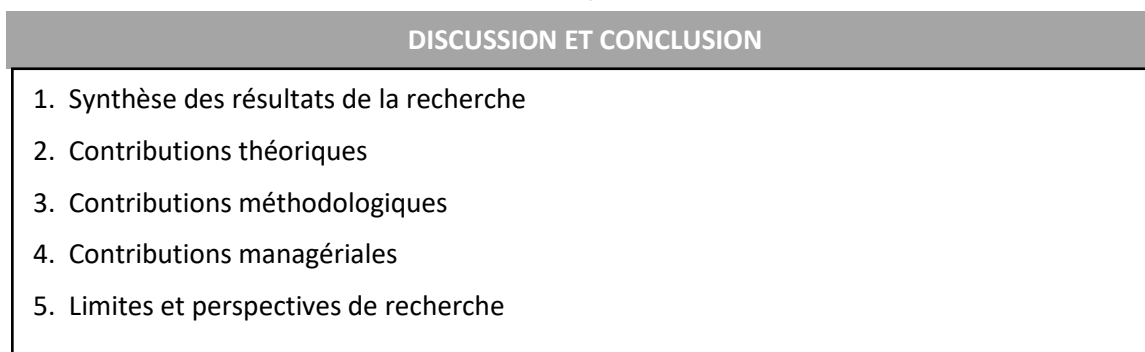 DISCUSSION ET CONCLUSION
1. Synthèse des résultats de la recherche
2. Contributions théoriques
3. Contributions méthodologiques
4. Contributions managériales
5. Limites et perspectives de recherche